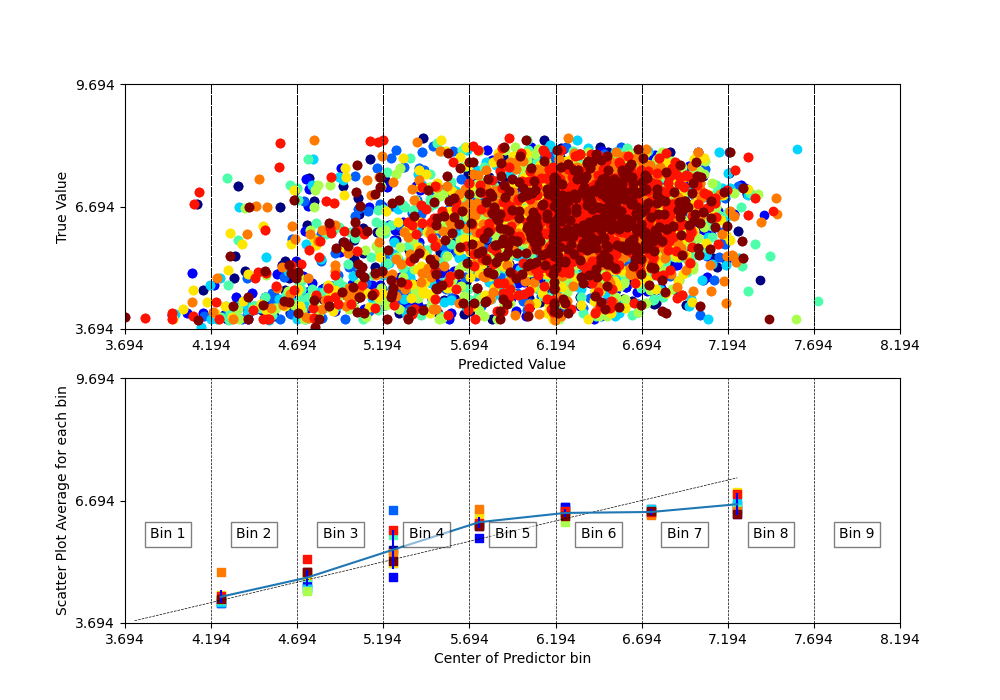 9.694
True Value
6.694
3.694
3.694 4.194 4.694 5.194 5.694 6.194 6.694 7.194 7.694 8.194
Predicted Value
9.694
Scatter Plot Average for each bin
6.694
Bin 1 Bin 2 Bin 3 Bin 4 Bin 5 Bin 6 Bin 7 Bin 8 Bin 9
3.694
3.694 4.194 4.694 5.194 5.694 6.194 6.694 7.194 7.694 8.194
Center of Predictor bin